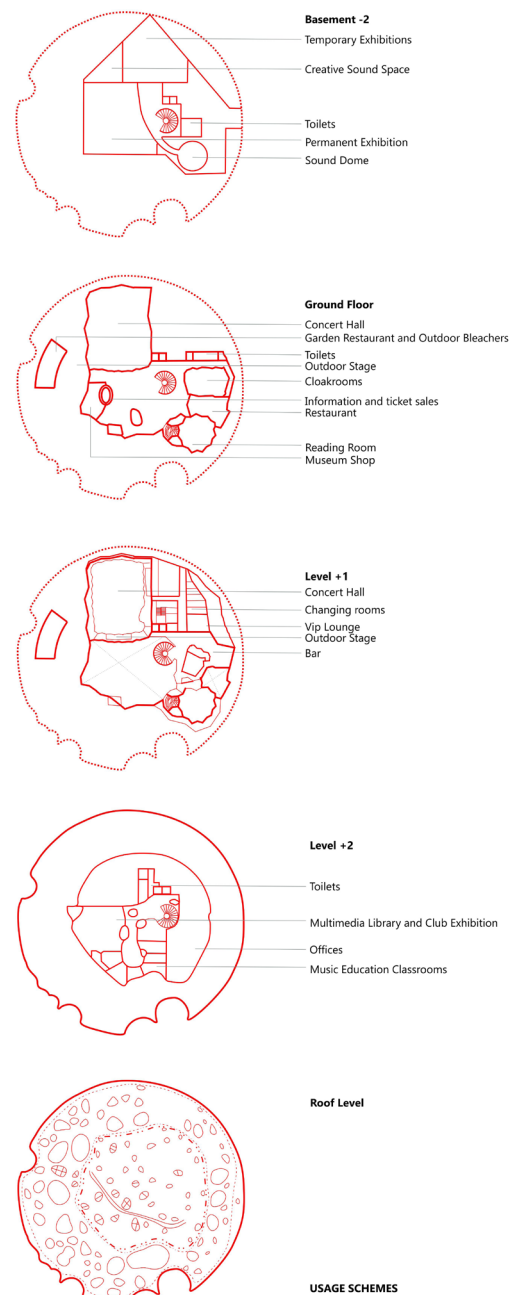 Basement -2
Temporary Exhibitions
Creative Sound Space
Toilets
Permanent Exhibition
Sound Dome
Ground Floor
Concert Hall
Garden Restaurant and Outdoor Bleachers
Toilets
Outdoor Stage
Cloakrooms
Information and ticket sales
Restaurant
Reading Room
Museum Shop
Level +1
Concert Hall
Changing rooms
Vip Lounge
Outdoor Stage
Bar
Level +2
Toilets
Multimedia Library and Club Exhibition
Offices
Music Education Classrooms
Roof Level
USAGE SCHEMES